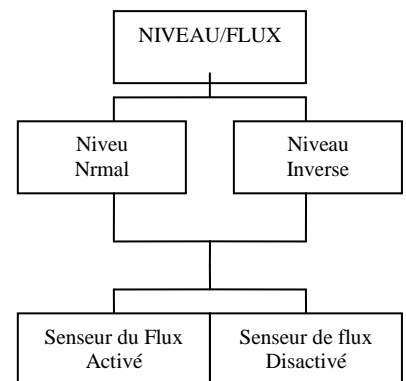 NIVEAU/FLUX
Niveu
Nrmal
Niveau
Inverse
Senseur du Flux
Activé
Senseur de flux
Disactivé